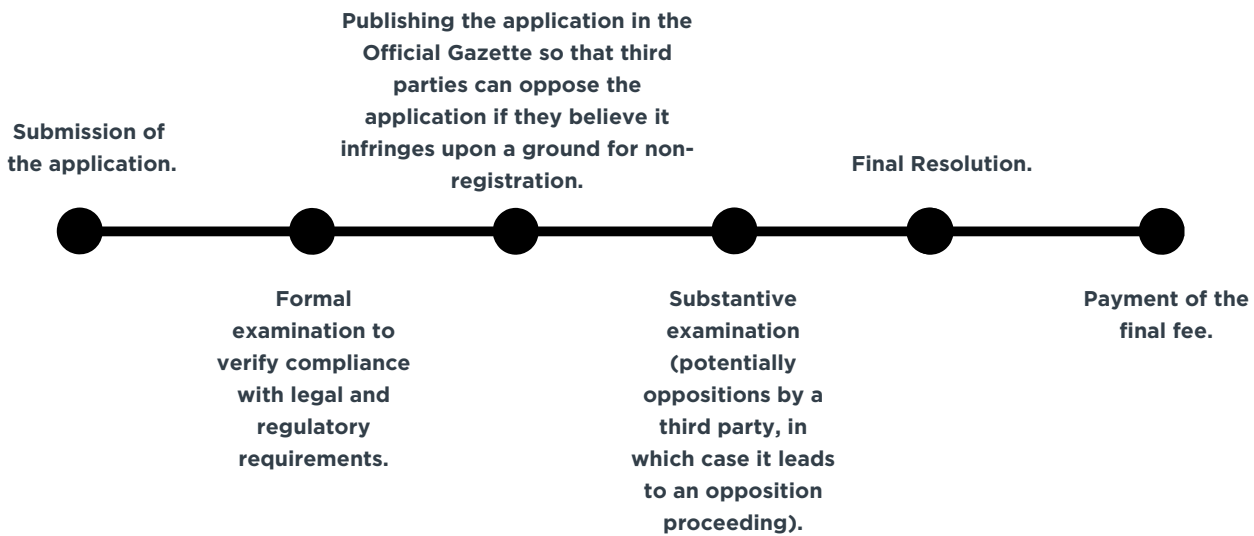 Submission of
the application.
Formal
examination to
verify compliance
with legal and
regulatory
requirements.
Publishing the application in the
Official Gazette so that third
parties can oppose the
application if they believe it
infringes upon a ground for non-
registration.
Substantive
examination
(potentially
oppositions by a
third party, in
which case it leads
to an opposition
proceeding).
Final Resolution.
Payment of the
final fee.